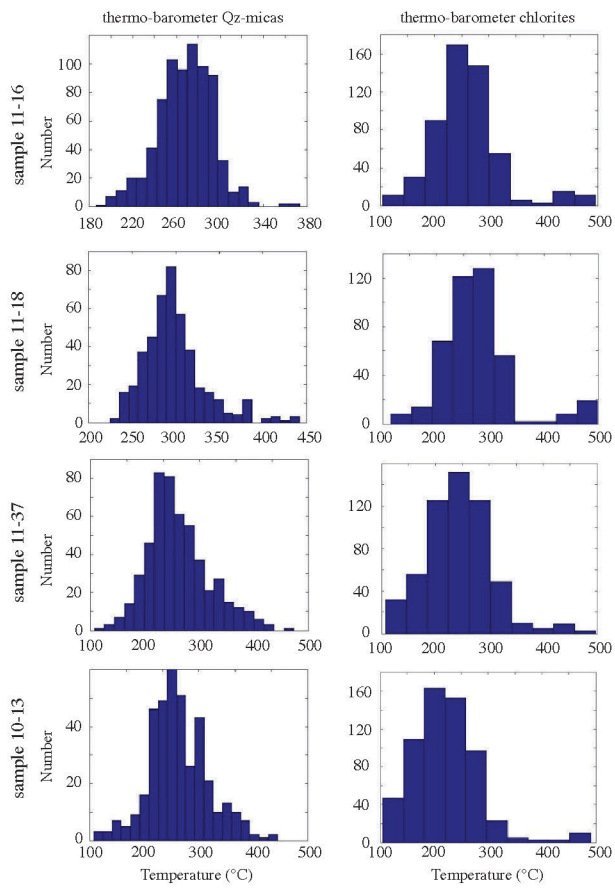 thermo-barometer Qz-micas
thermo-barometer chlorites
sample 11-16
Number
100
80
60
40
20
0
180 220 260 300 340 380
160
120
80
40
0
100 200 300 400 500
sample 11-18
Number
80
60
40
20
0
200 250 300 350 400 450
120
80
40
0
100 200 300 400 500
sample 11-37
Number
80
60
40
20
0
100 200 300 400 500
120
80
40
0
100 200 300 400 500
sample 10-13
Number
40
20
0
100 200 300 400 500
Temperature (°C)
160
120
80
40
0
100 200 300 400 500
Temperature (°C)